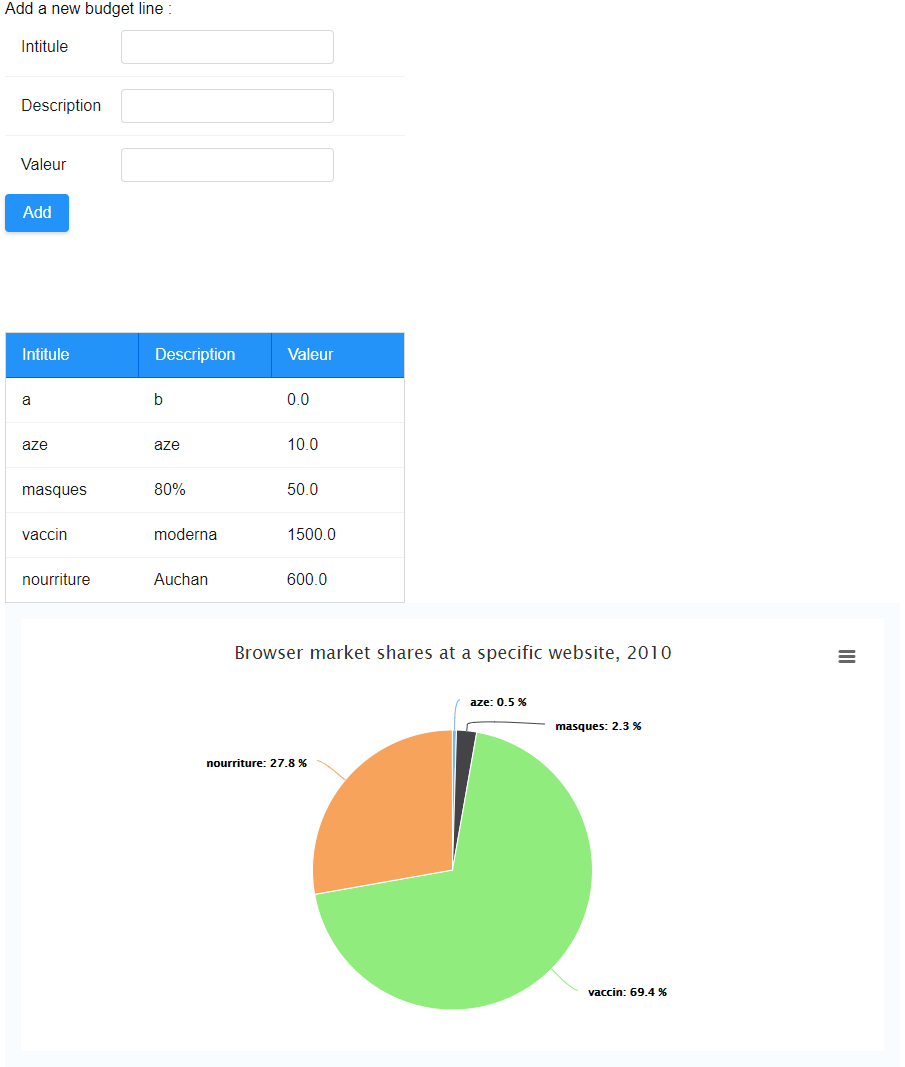 Add a new budget line :
Intitule
Description
Valeur
Add
Intitule Description Valeur
a b 0.0
aze aze 10.0
masques 80% 50.0
vaccin moderna 1500.0
nourriture Auchan 600.0
Browser market shares at a specific website, 2010
aze: 0.5 %
masques: 2.3 %
nourriture: 27.8 %
vaccin: 69.4 %